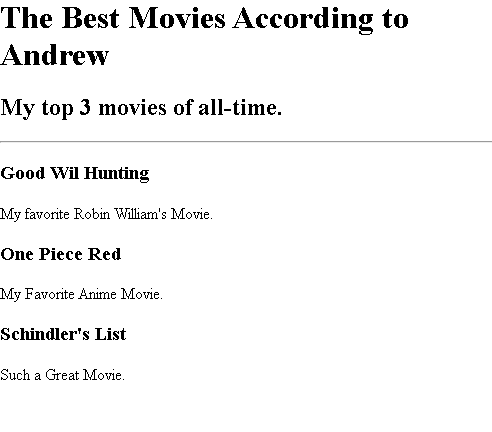 The Best Movies According to
Andrew
My top 3 movies of all-time.
Good Wil Hunting
My favorite Robin William's Movie.
One Piece Red
My Favorite Anime Movie.
Schindler's List
Such a Great Movie.